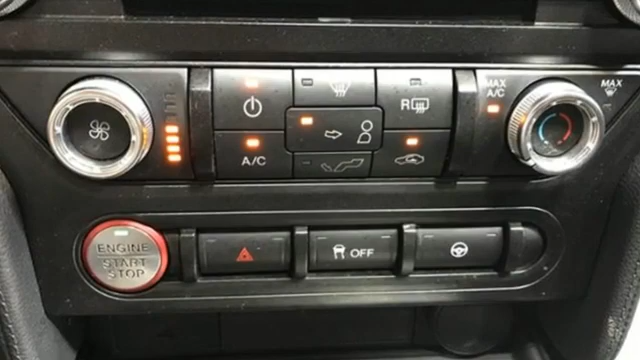 MAX
A/C
MAX
R
A/C
OFF
ENGINE
START
STOP